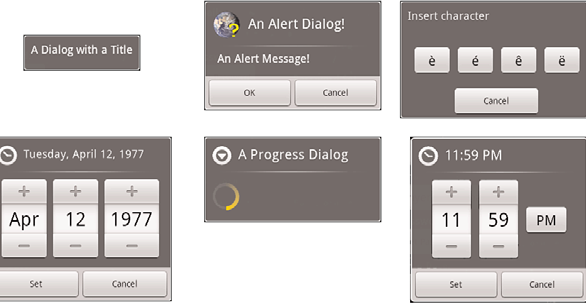 A Dialog with a Title
An Alert Dialog!
An Alert Message!
OK Cancel
Insert character
è é ê ë
Cancel
Tuesday, April 12, 1977
+ + +
Apr 12 1977
− − −
Set Cancel
A Progress Dialog
11:59 PM
+ +
11 59 PM
− −
Set Cancel